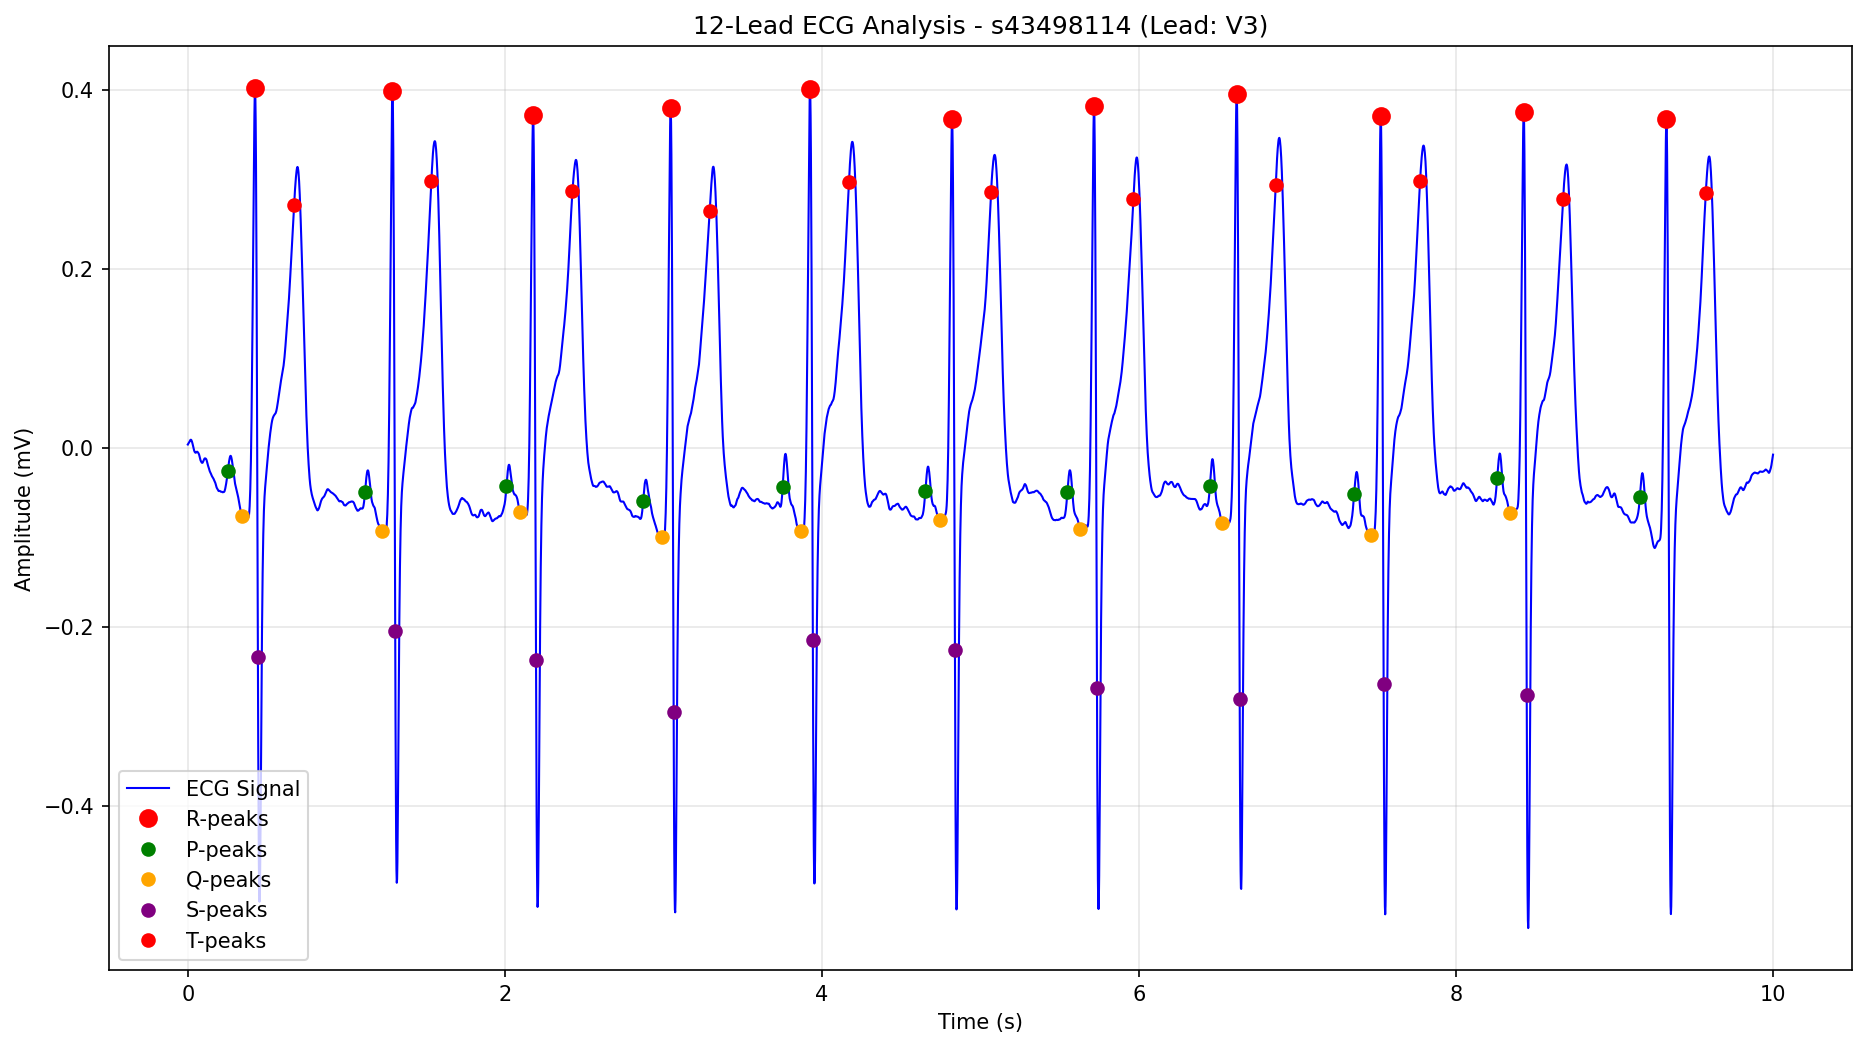 12-Lead ECG Analysis - s43498114 (Lead: V3)
Amplitude (mV)
0.4
0.2
0.0
−0.2
−0.4
ECG Signal
R-peaks
P-peaks
Q-peaks
S-peaks
T-peaks
0 2 4 6 8 10
Time (s)